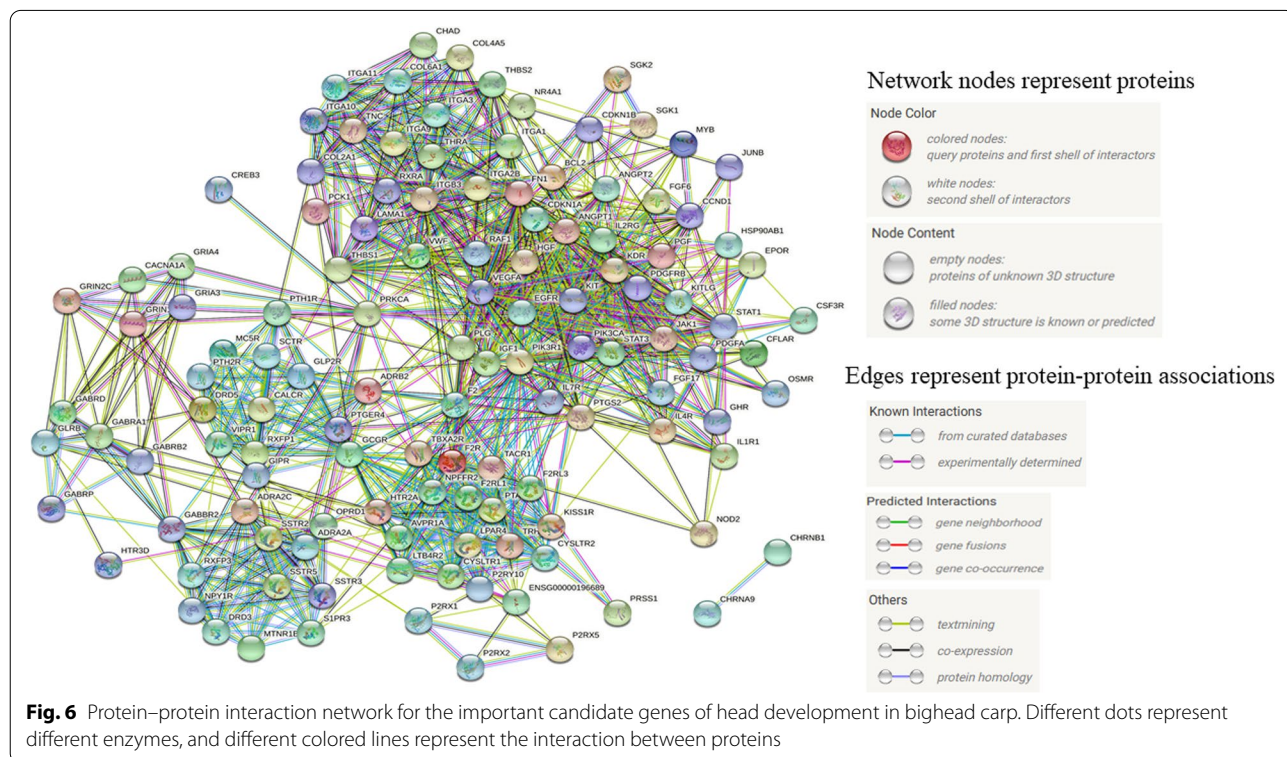 CHAD
COL4A5
ITGA11
COL6A1
THBS2
SGK2
ITGA10
ITGA3
NR4A1
TNC
ITGA9
CDKN1B
SGK1
MYB
THRA
ITGA1
COL2A1
BCL2
JUNB
RXRA
ITGA2B
FN1
ANGPT2
CREB3
PCK1
ITGB3
CDKN1A
FGF6
CCND1
LAMA1
ANGPT1
IL2RG
VWF
RAF1
HGF
PGF
HSP90AB1
KDR
EPOR
THBS1
VEGFA
PDGFRB
GRIA4
CACNA1A
EGFR
KIT
KITLG
GRIN2C
GRIA3
PTH1R
PRKCA
STAT1
CSF3R
GRIN
PLG
PIK3CA
JAK1
MC5R
SCTR
IGF1
PIK3R1
STAT3
PDGFA
CFLAR
PTH2R
GLP2R
ADRB2
OSMR
DRD5
CALCR
F2
IL7R
FGF17
GABRD
PTGS2
GHR
GABRA1
VIPR1
RXFP1
PTGER4
IL4R
GLRB
GABRB2
GCGR
TBXA2R
F2R
IL1R1
GIPR
TACR1
GABRP
ADRA2C
NPFFR2
F2RL1
F2RL3
HTR2A
PTA
GABBR2
SSTR2
OPRD1
KISS1R
NOD2
ADRA2A
AVPR1A
LPAR4
TRH
HTR3D
CYSLTR2
CHRNB1
RXFP3
SSTR5
SSTR3
LTB4R2
CYSLTR1
P2RY10
ENSG00000196689
NPY1R
PRSS1
CHRNA9
DRD3
MTNR1B
S1PR3
P2RX1
P2RX5
P2RX2
Network nodes represent proteins
Node Color
colored nodes:
query proteins and first shell of interactors
white nodes:
second shell of interactors
Node Content
empty nodes:
proteins of unknown 3D structure
filled nodes:
some 3D structure is known or predicted
Edges represent protein-protein associations
Known Interactions
from curated databases
experimentally determined
Predicted Interactions
gene neighborhood
gene fusions
gene co-occurrence
Others
textmining
co-expression
protein homology
Fig. 6 Protein–protein interaction network for the important candidate genes of head development in bighead carp. Different dots represent
different enzymes, and different colored lines represent the interaction between proteins